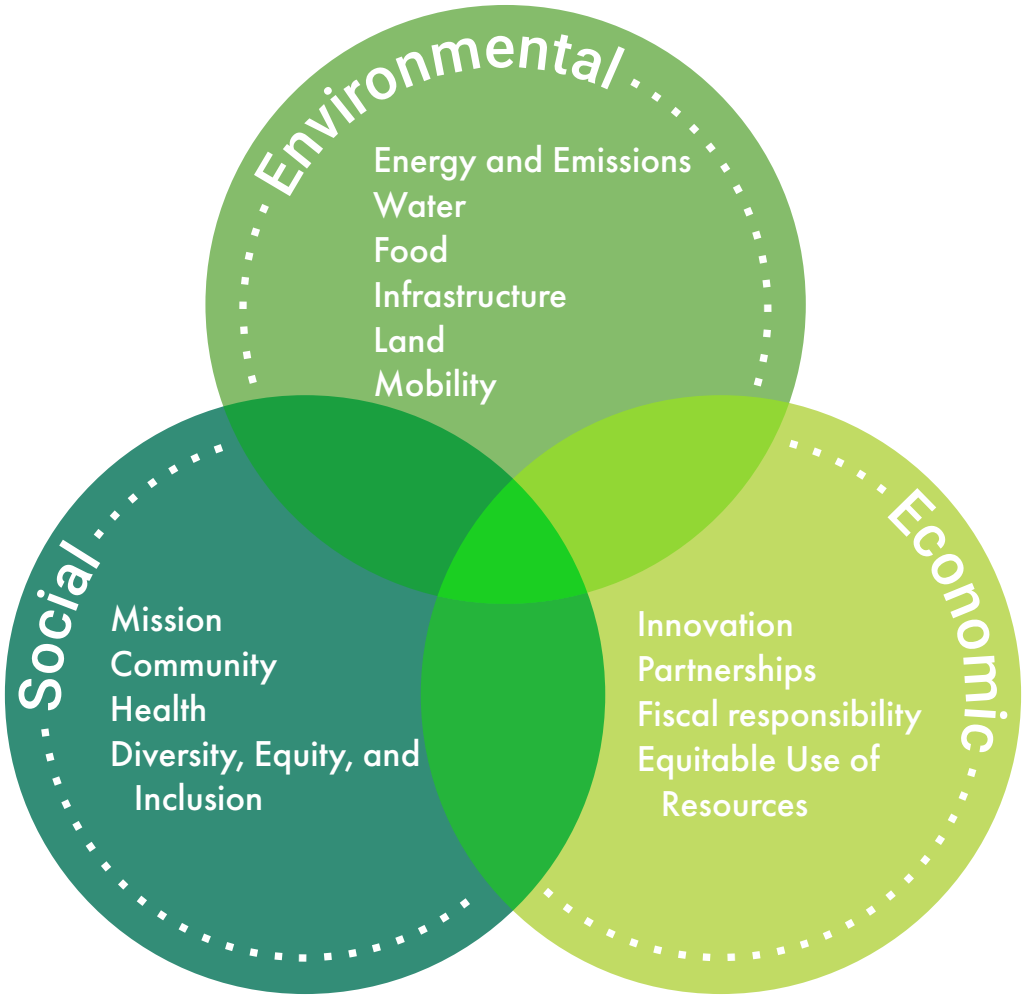 Environmental
Energy and Emissions
Water
Food
Infrastructure
Land
Mobility
Social
Mission
Community
Health
Diversity, Equity, and
Inclusion
Economic
Innovation
Partnerships
Fiscal responsibility
Equitable Use of
Resources